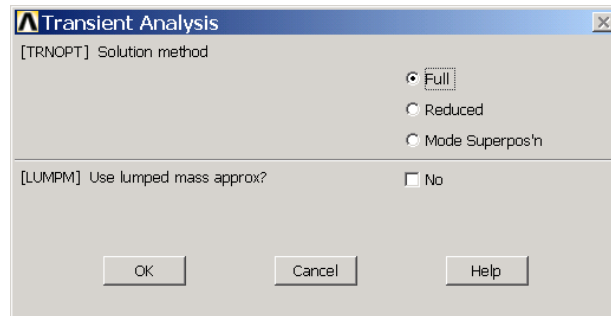 Transient Analysis
[TRNOPT] Solution method
Full
Reduced
Mode Superpos'n
[LUMPM] Use lumped mass approx?
No
OK
Cancel
Help